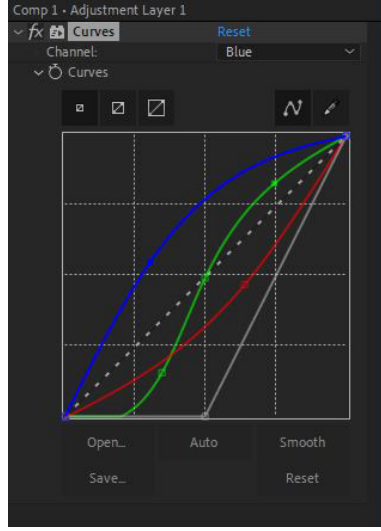 Comp 1 • Adjustment Layer 1
fx Curves Reset
Channel: Blue
Curves
Open... Auto Smooth
Save... Reset